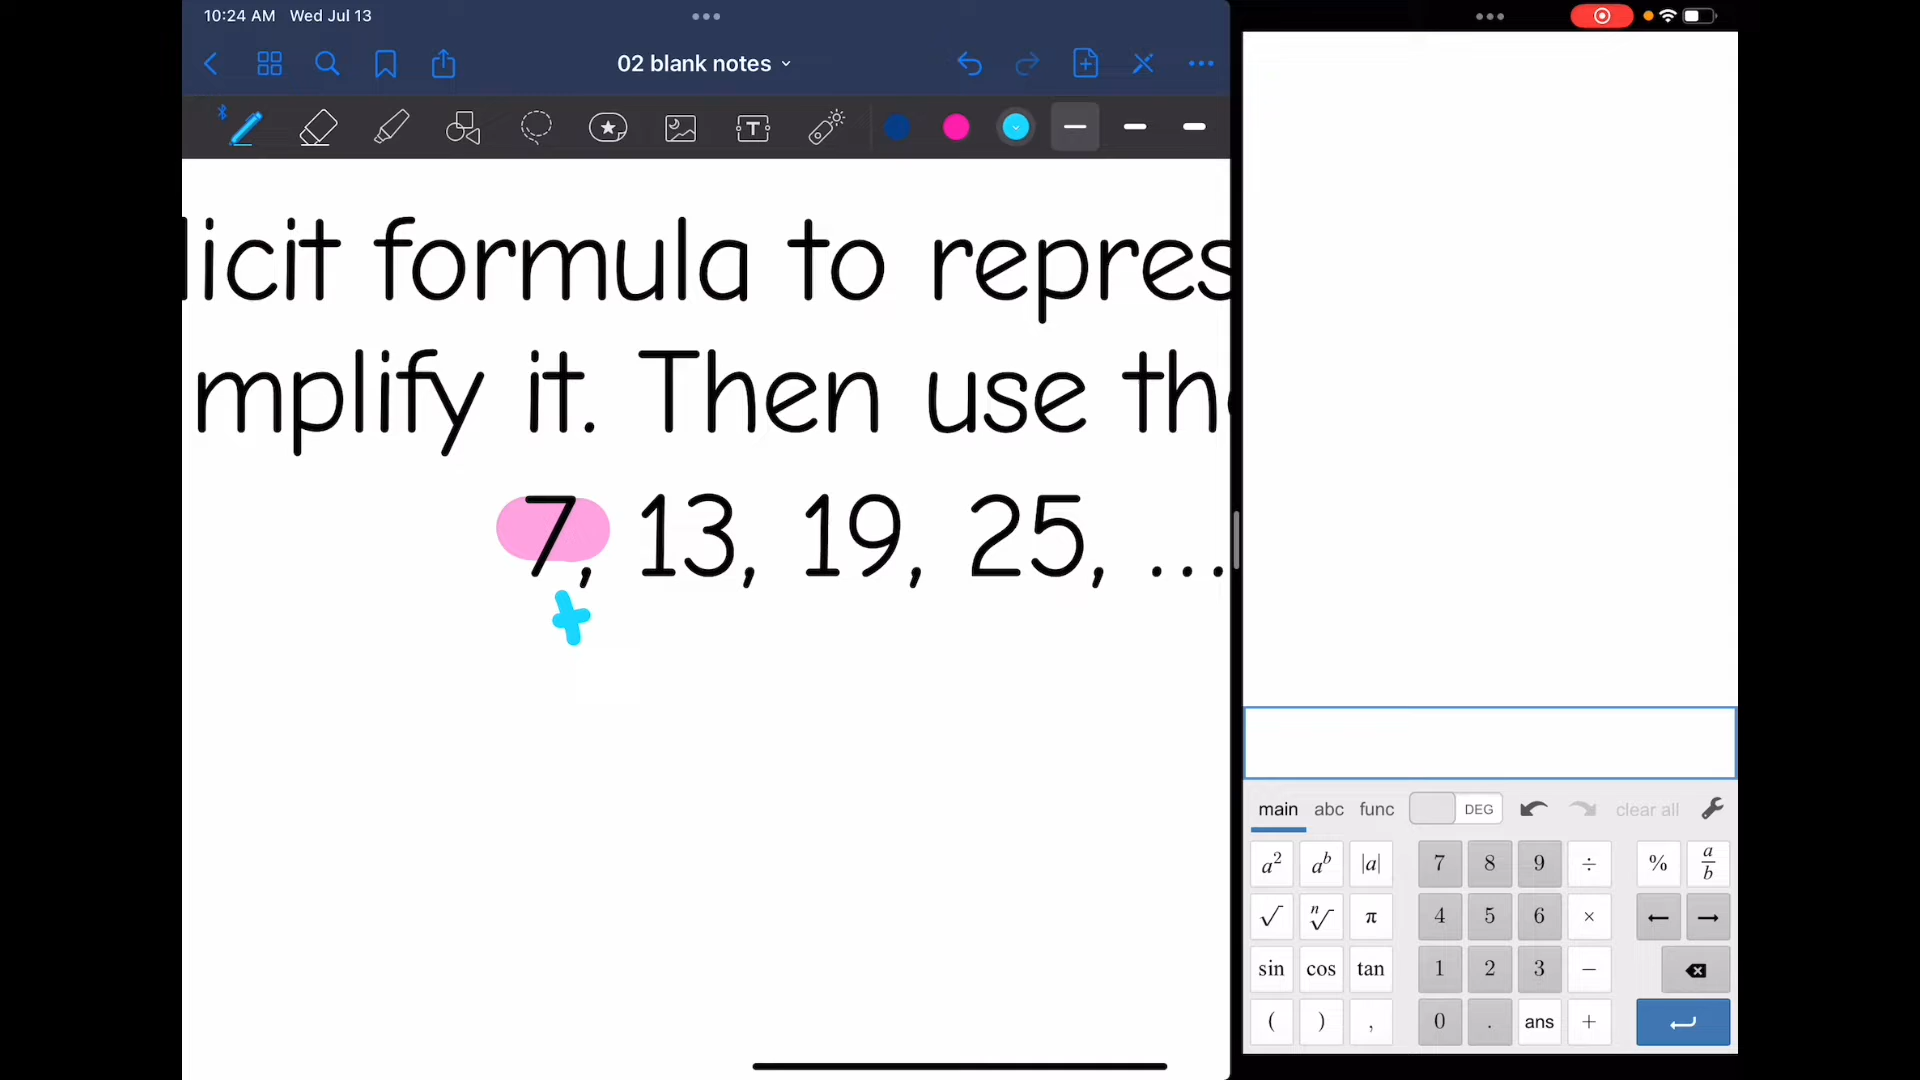 10:24 AM Wed Jul 13
02 blank notes
T
licit formula to repres
mplify it. Then use th
7, 13, 19, 25, ...
+
main abc func DEG clear all
a² aᵇ |a| 7 8 9 ÷ % a/b
√ ⁿ√ π 4 5 6 × ← →
sin cos tan 1 2 3 −
( ) , 0 . ans +